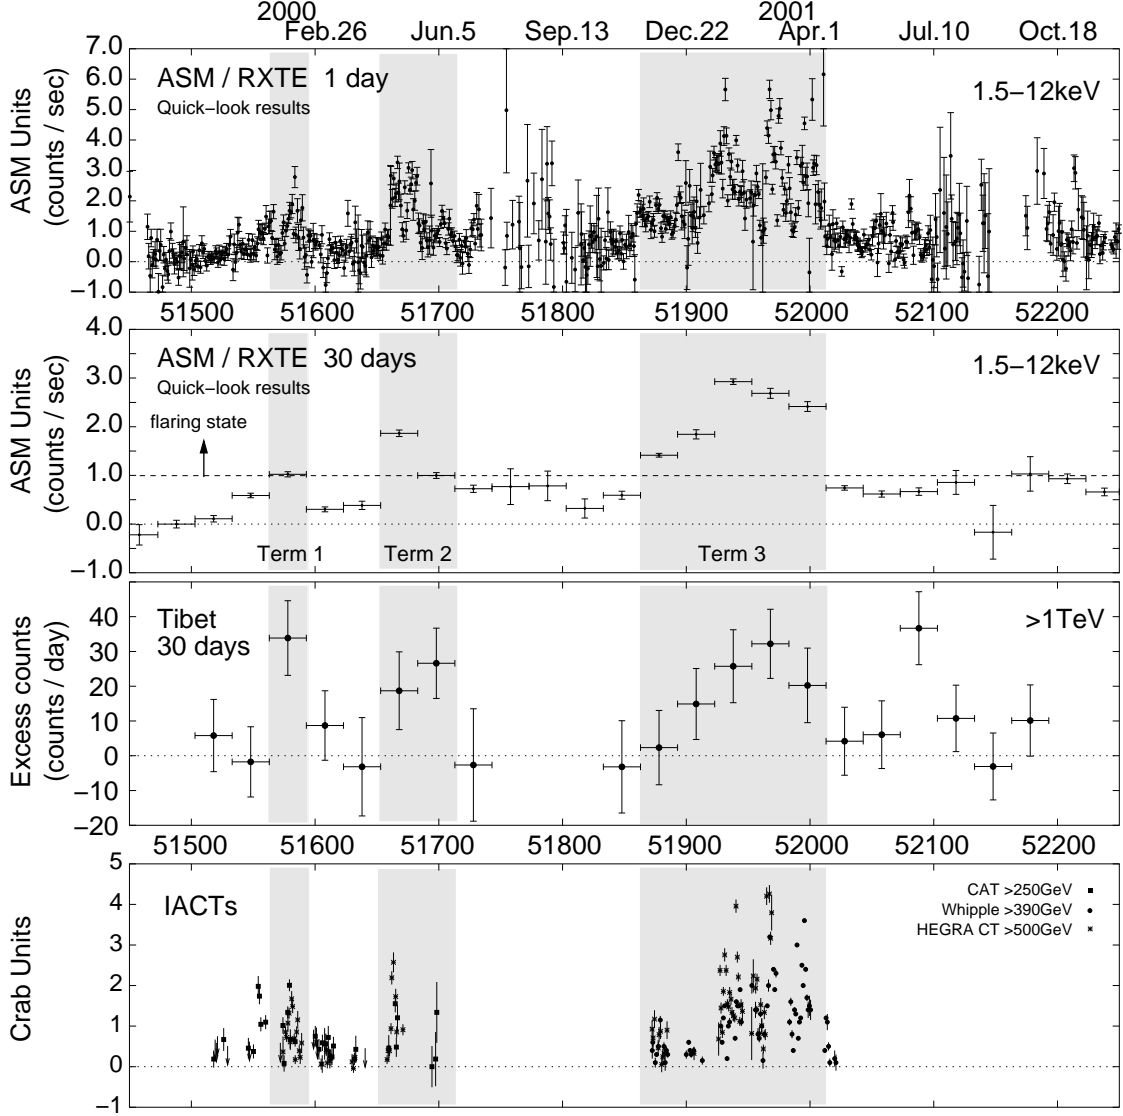 2000 2001
Feb.26 Jun.5 Sep.13 Dec.22 Apr.1 Jul.10 Oct.18
7.0
6.0
5.0
4.0
3.0
2.0
1.0
0.0
−1.0
ASM Units
(counts / sec)
ASM / RXTE 1 day
Quick−look results
1.5−12keV
51500 51600 51700 51800 51900 52000 52100 52200
4.0
3.0
2.0
1.0
0.0
−1.0
ASM Units
(counts / sec)
ASM / RXTE 30 days
Quick−look results
1.5−12keV
flaring state
Term 1 Term 2 Term 3
40
30
20
10
0
−10
−20
Excess counts
(counts / day)
Tibet
30 days
>1TeV
51500 51600 51700 51800 51900 52000 52100 52200
5
4
3
2
1
0
−1
Crab Units
IACTs
CAT >250GeV
Whipple >390GeV
HEGRA CT >500GeV